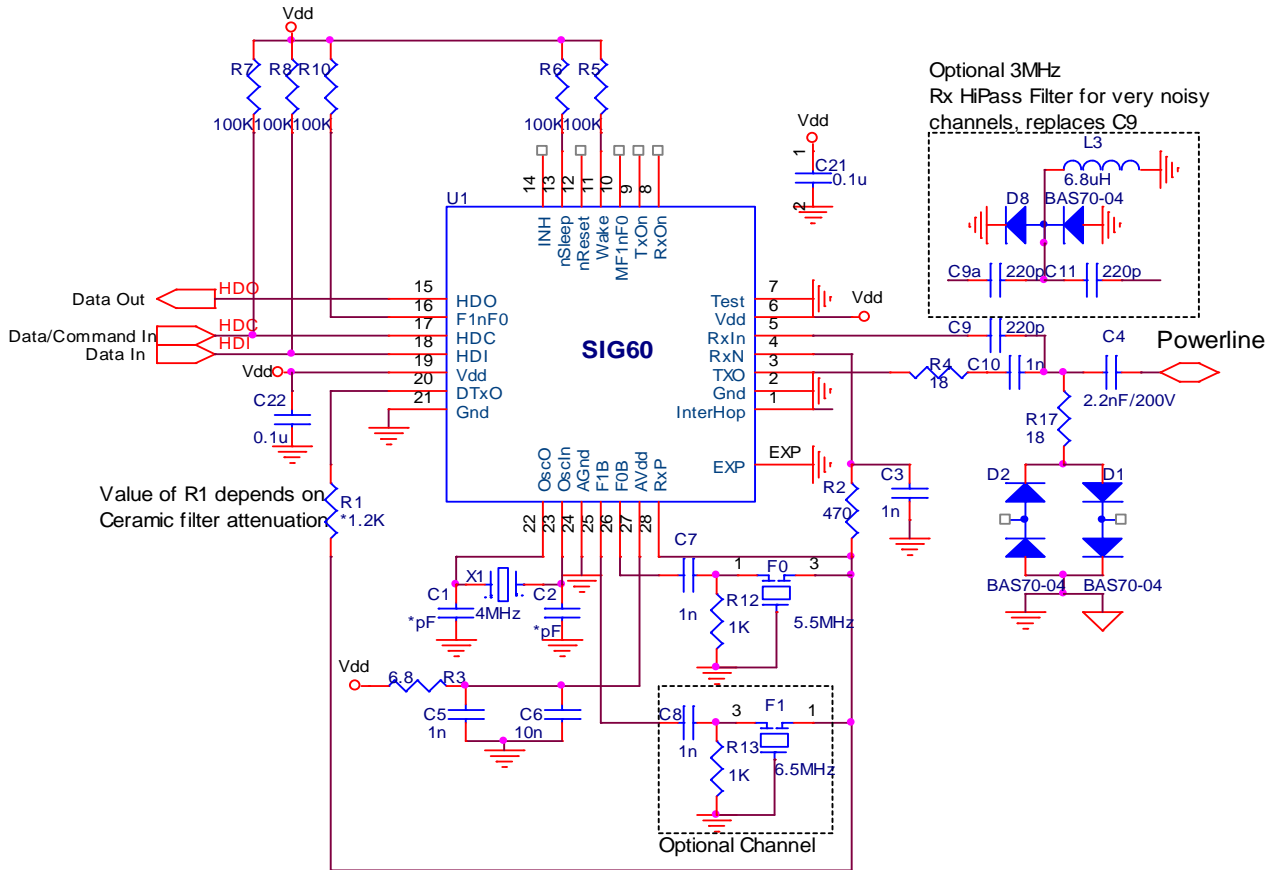 Vdd
R7
R8
R10
R6
R5
100K
100K
100K
100K
100K
Optional 3MHz
Rx HiPass Filter for very noisy
channels, replaces C9
L3
6.8uH
D8
BAS70-04
C9a
220p
C11
220p
Vdd
1
C21
0.1u
2
U1
14
13
12
11
10
9
8
INH
nSleep
nReset
Wake
MF1nF0
TxOn
RxOn
Data Out
HDO
15
HDO
16
F1nF0
Data/Command In
HDC
17
HDC
Data In
HDI
18
HDI
Vdd
19
Vdd
20
DTxO
21
Gnd
C22
0.1u
SIG60
Test
7
Vdd
6
Vdd
RxIn
5
RxN
4
TXO
3
Gnd
2
InterHop
1
EXP
EXP
C9
220p
R4
18
C10
1n
C4
2.2nF/200V
Powerline
R17
18
D2
D1
BAS70-04
BAS70-04
R2
470
C3
1n
Value of R1 depends on
Ceramic filter attenuation
R1
*1.2K
OscO
OscIn
AGnd
F1B
F0B
AVdd
RxP
22
23
24
25
26
27
28
C1
*pF
X1
4MHz
C2
*pF
C7
1n
1
F0
3
R12
1K
5.5MHz
Vdd
6.8
R3
C5
1n
C6
10n
C8
1n
3
F1
1
R13
1K
6.5MHz
Optional Channel